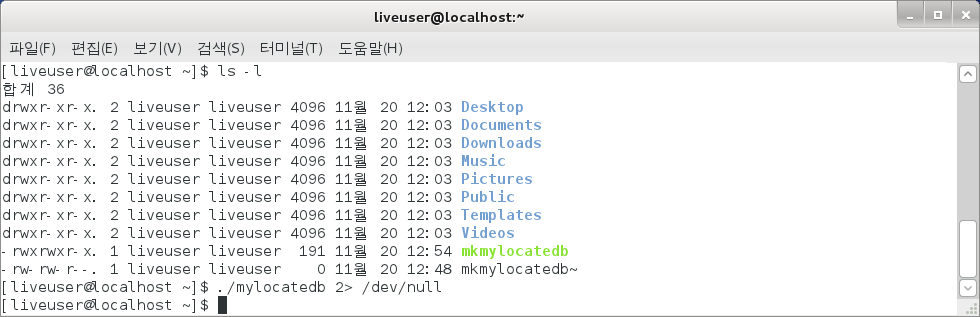 liveuser@localhost:~
파일(F) 편집(E) 보기(V) 검색(S) 터미널(T) 도움말(H)
[liveuser@localhost ~]$ ls -l
합계 36
drwxr-xr-x. 2 liveuser liveuser 4096 11월 20 12:03 Desktop
drwxr-xr-x. 2 liveuser liveuser 4096 11월 20 12:03 Documents
drwxr-xr-x. 2 liveuser liveuser 4096 11월 20 12:03 Downloads
drwxr-xr-x. 2 liveuser liveuser 4096 11월 20 12:03 Music
drwxr-xr-x. 2 liveuser liveuser 4096 11월 20 12:03 Pictures
drwxr-xr-x. 2 liveuser liveuser 4096 11월 20 12:03 Public
drwxr-xr-x. 2 liveuser liveuser 4096 11월 20 12:03 Templates
drwxr-xr-x. 2 liveuser liveuser 4096 11월 20 12:03 Videos
-rwxrwxr-x. 1 liveuser liveuser  191 11월 20 12:54 mkmylocatedb
-rw-rw-r--. 1 liveuser liveuser    0 11월 20 12:48 mkmylocatedb~
[liveuser@localhost ~]$ ./mylocatedb 2> /dev/null
[liveuser@localhost ~]$